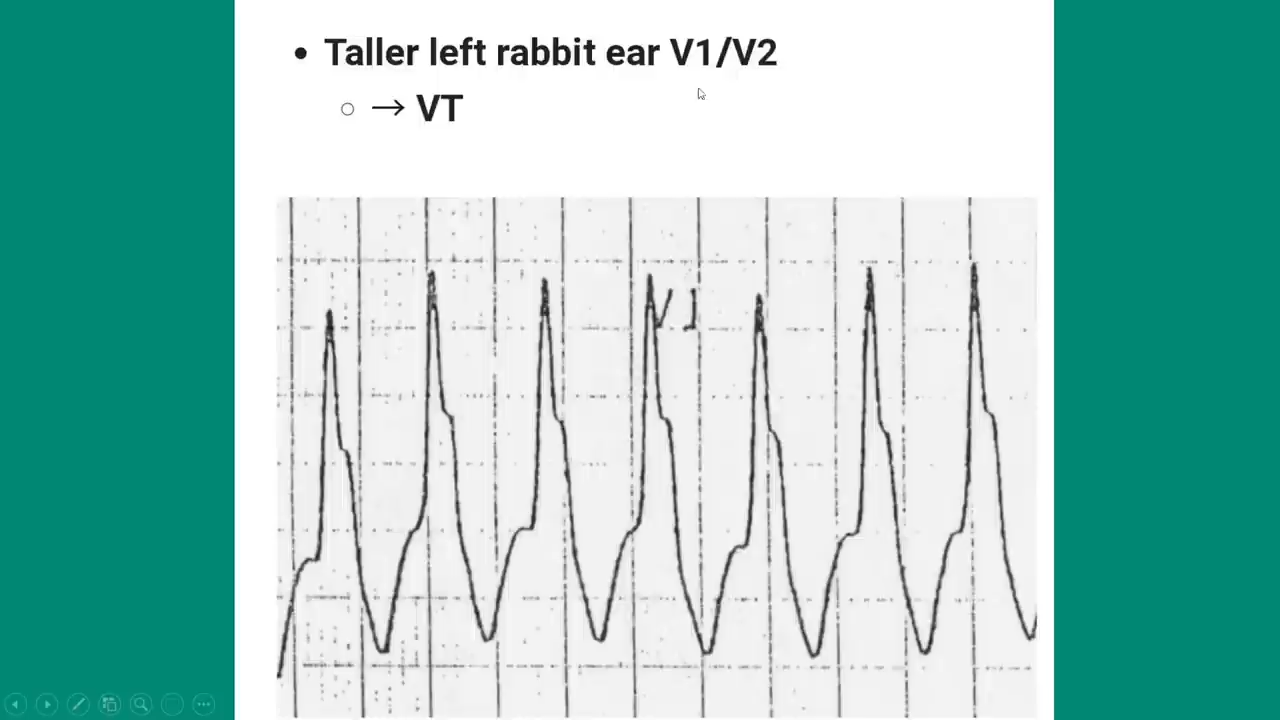 Taller left rabbit ear V1/V2
→ VT
V1